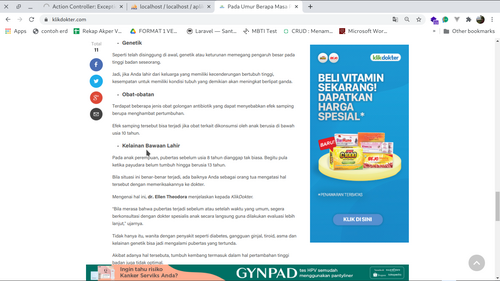 Action Controller: Except
localhost / localhost / apli
Pada Umur Berapa Masa
klikdokter.com
Apps
contoh erd
Rekap Akper V
FORMAT 1 VE
Wordpress
MBTI Test
CRUD : Menam
Microsoft Word
Other bookmarks
Total
11
Genetik
Seperti telah disinggung di awal, genetik atau keturunan memegang pengaruh besar pada
tinggi badan seseorang.
Jadi, jika Anda lahir dari keluarga yang memiliki kecenderungan bertubuh tinggi,
kesempatan untuk memiliki kondisi tubuh yang demikian akan meningkat berlipat ganda.
Obat-obatan
Terdapat beberapa jenis obat golongan antibiotik yang dapat menyebabkan efek samping
berupa menghambat pertumbuhan.
Efek samping tersebut bisa terjadi jika obat terkait dikonsumsi oleh anak berusia di bawah
usia 10 tahun.
Kelainan Bawaan Lahir
Pada anak perempuan, pubertas sebelum usia 8 tahun dianggap tak biasa. Begitu pula
ketika payudara belum tumbuh hingga berusia 13 tahun.
Bila situasi ini benar-benar terjadi, ada baiknya Anda sebagai orang tua mengatasi hal
tersebut dengan memeriksakannya ke dokter.
Mengenai hal ini, dr. Ellen Theodora menjelaskan kepada KlikDokter.
"Bila merasa bahwa pubertas terjadi sebelum atau setelah waktu yang umum, segera
berkonsultasi dengan dokter spesialis anak secara langsung guna dilakukan evaluasi lebih
lanjut," ujarnya.
Tidak hanya itu, wanita dengan penyakit seperti diabetes, gangguan ginjal, tiroid, asma dan
kelainan genetik bisa jadi mengalami pubertas yang tertunda.
Akibat adanya hal tersebut, tumbuh kembang termasuk dalam hal pertambahan tinggi
badan juga tidak optimal.
klikdokter
BELI VITAMIN
SEKARANG!
DAPATKAN
HARGA
SPESIAL*
BARU!
*PENAWARAN TERBATAS
KLIK DI SINI
Ingin tahu risiko
Kanker Serviks Anda?
GYNPAD
tes HPV semudah
menggunakan pembalut